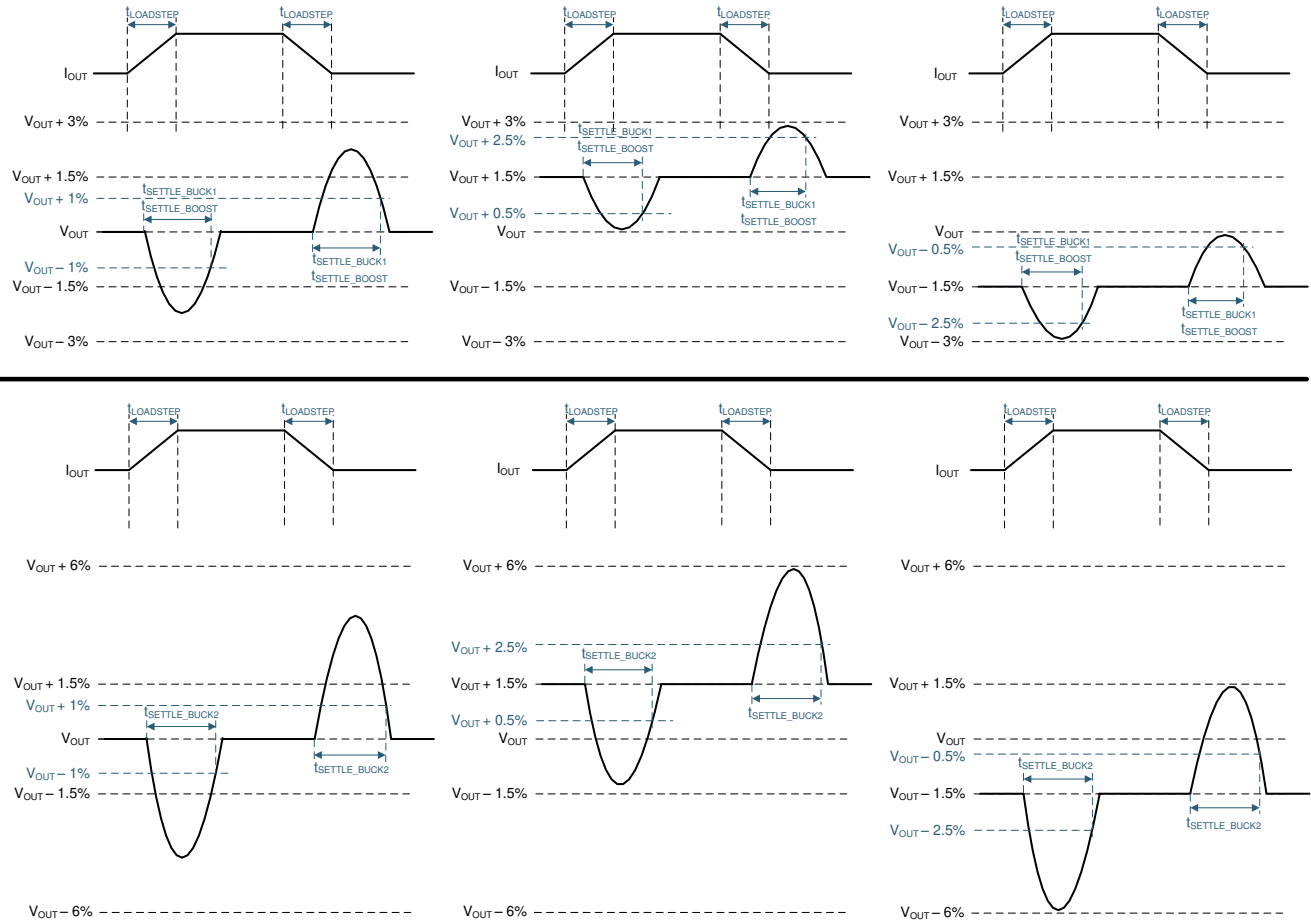 tLOADSTEP tLOADSTEP
IOUT
VOUT + 3%
VOUT + 1.5%
VOUT + 1%
tSETTLE_BUCK1
tSETTLE_BOOST
VOUT
VOUT – 1%
VOUT – 1.5%
tSETTLE_BUCK1
tSETTLE_BOOST
VOUT – 3%
tLOADSTEP tLOADSTEP
IOUT
VOUT + 3%
VOUT + 2.5%
tSETTLE_BUCK1
tSETTLE_BOOST
VOUT + 1.5%
tSETTLE_BUCK1
tSETTLE_BOOST
VOUT + 0.5%
VOUT
VOUT – 1.5%
VOUT – 3%
tLOADSTEP tLOADSTEP
IOUT
VOUT + 3%
VOUT + 1.5%
VOUT
VOUT – 0.5%
tSETTLE_BUCK1
tSETTLE_BOOST
VOUT – 1.5%
tSETTLE_BUCK1
tSETTLE_BOOST
VOUT – 2.5%
VOUT – 3%
tLOADSTEP tLOADSTEP
IOUT
VOUT + 6%
VOUT + 1.5%
VOUT + 1%
tSETTLE_BUCK2
VOUT
VOUT – 1%
tSETTLE_BUCK2
VOUT – 1.5%
VOUT – 6%
tLOADSTEP tLOADSTEP
IOUT
VOUT + 6%
VOUT + 2.5%
tSETTLE_BUCK2
VOUT + 1.5%
tSETTLE_BUCK2
VOUT + 0.5%
VOUT
VOUT – 1.5%
VOUT – 6%
tLOADSTEP tLOADSTEP
IOUT
VOUT + 6%
VOUT + 1.5%
VOUT
VOUT – 0.5%
tSETTLE_BUCK2
VOUT – 1.5%
tSETTLE_BUCK2
VOUT – 2.5%
VOUT – 6%